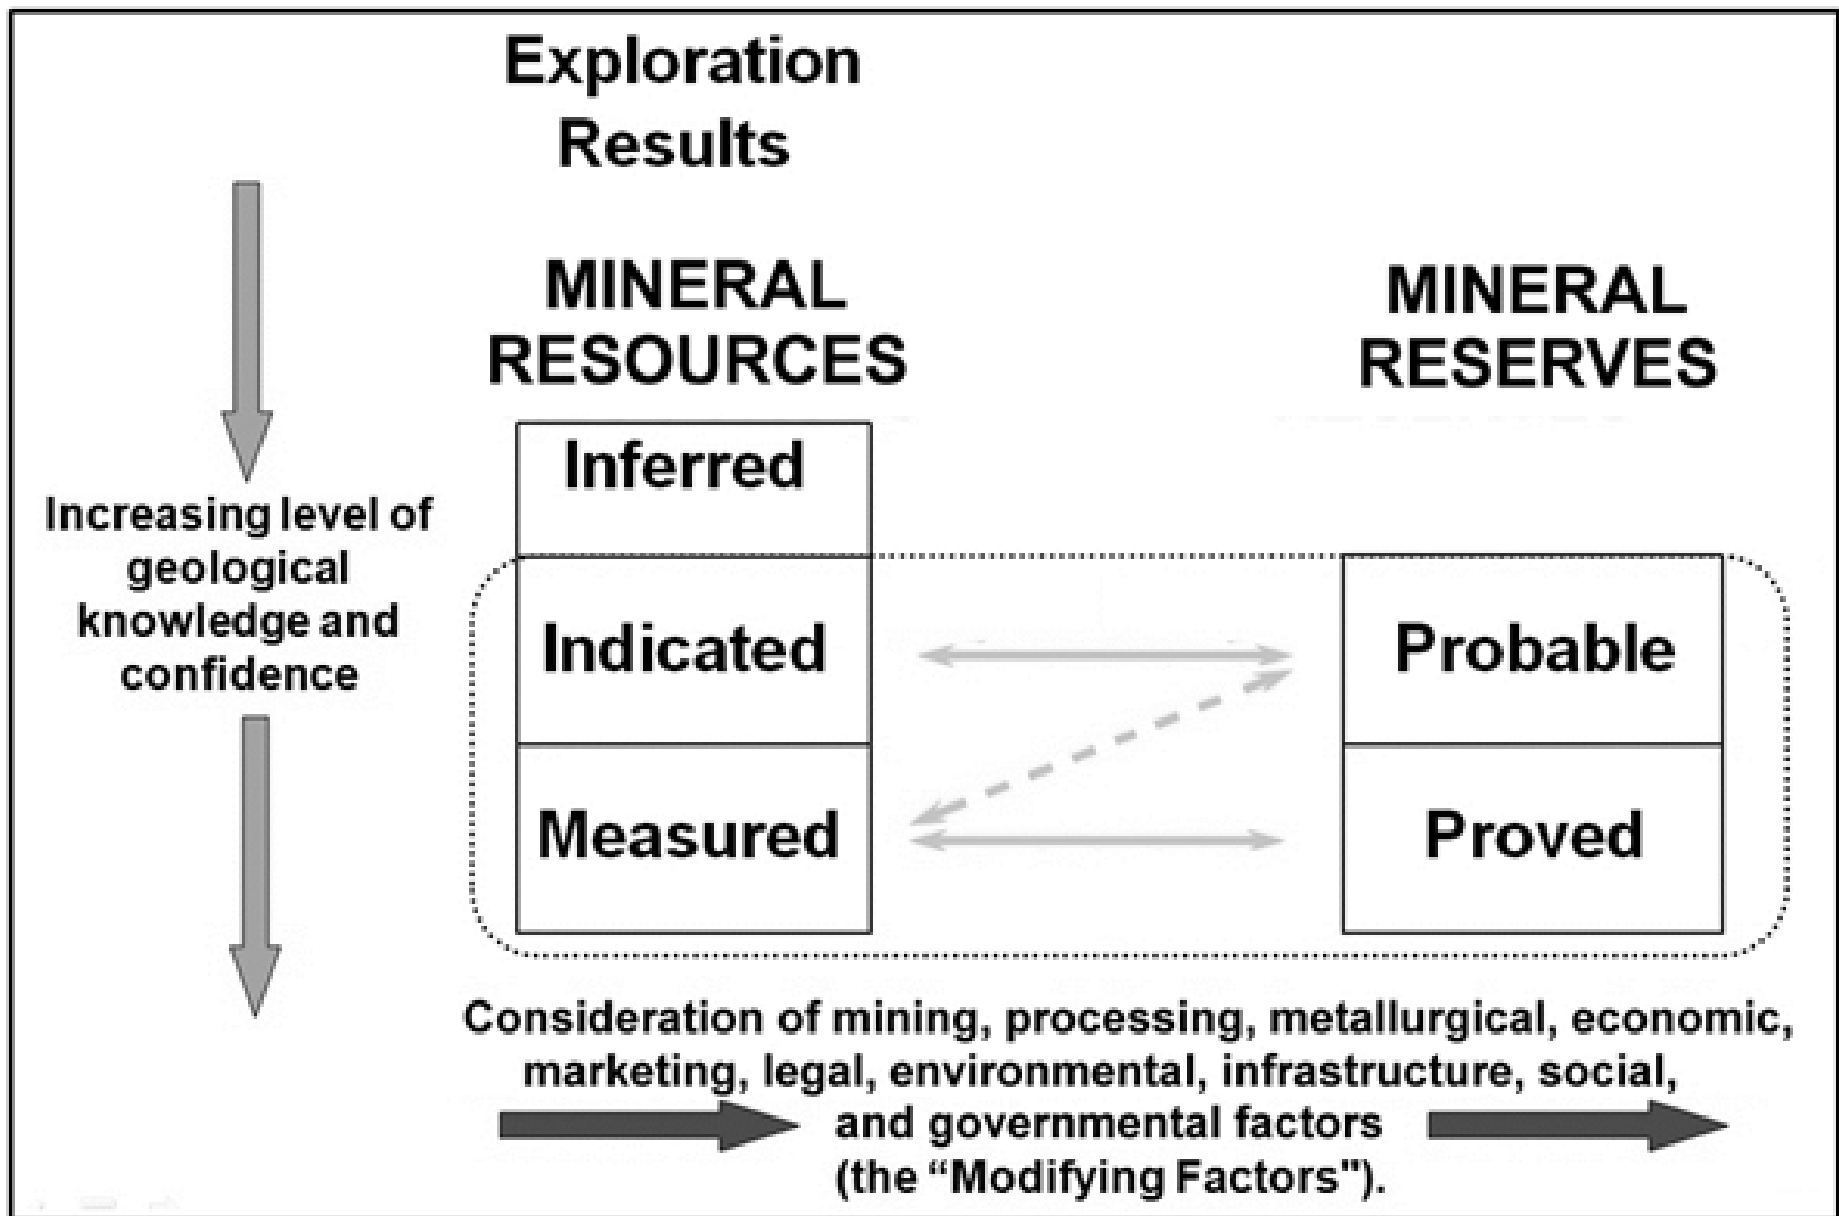 Exploration
Results
MINERAL
RESOURCES
MINERAL
RESERVES
Inferred
Increasing level of
geological
knowledge and
confidence
Indicated
Probable
Measured
Proved
Consideration of mining, processing, metallurgical, economic,
marketing, legal, environmental, infrastructure, social,
and governmental factors
(the “Modifying Factors").